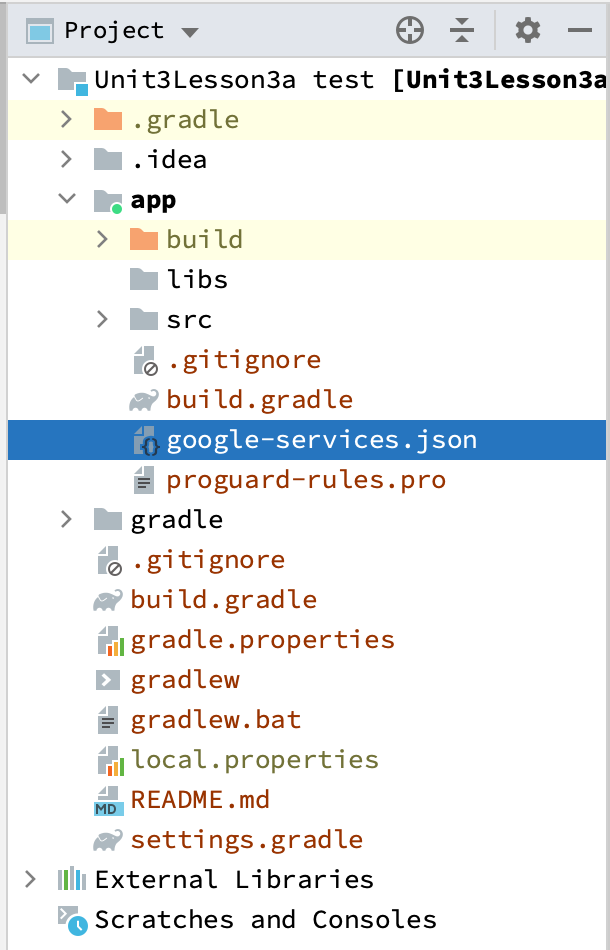 Project
Unit3Lesson3a test [Unit3Lesson3a
.gradle
.idea
app
build
libs
src
.gitignore
build.gradle
google-services.json
proguard-rules.pro
gradle
.gitignore
build.gradle
gradle.properties
gradlew
gradlew.bat
local.properties
MD README.md
settings.gradle
External Libraries
Scratches and Consoles